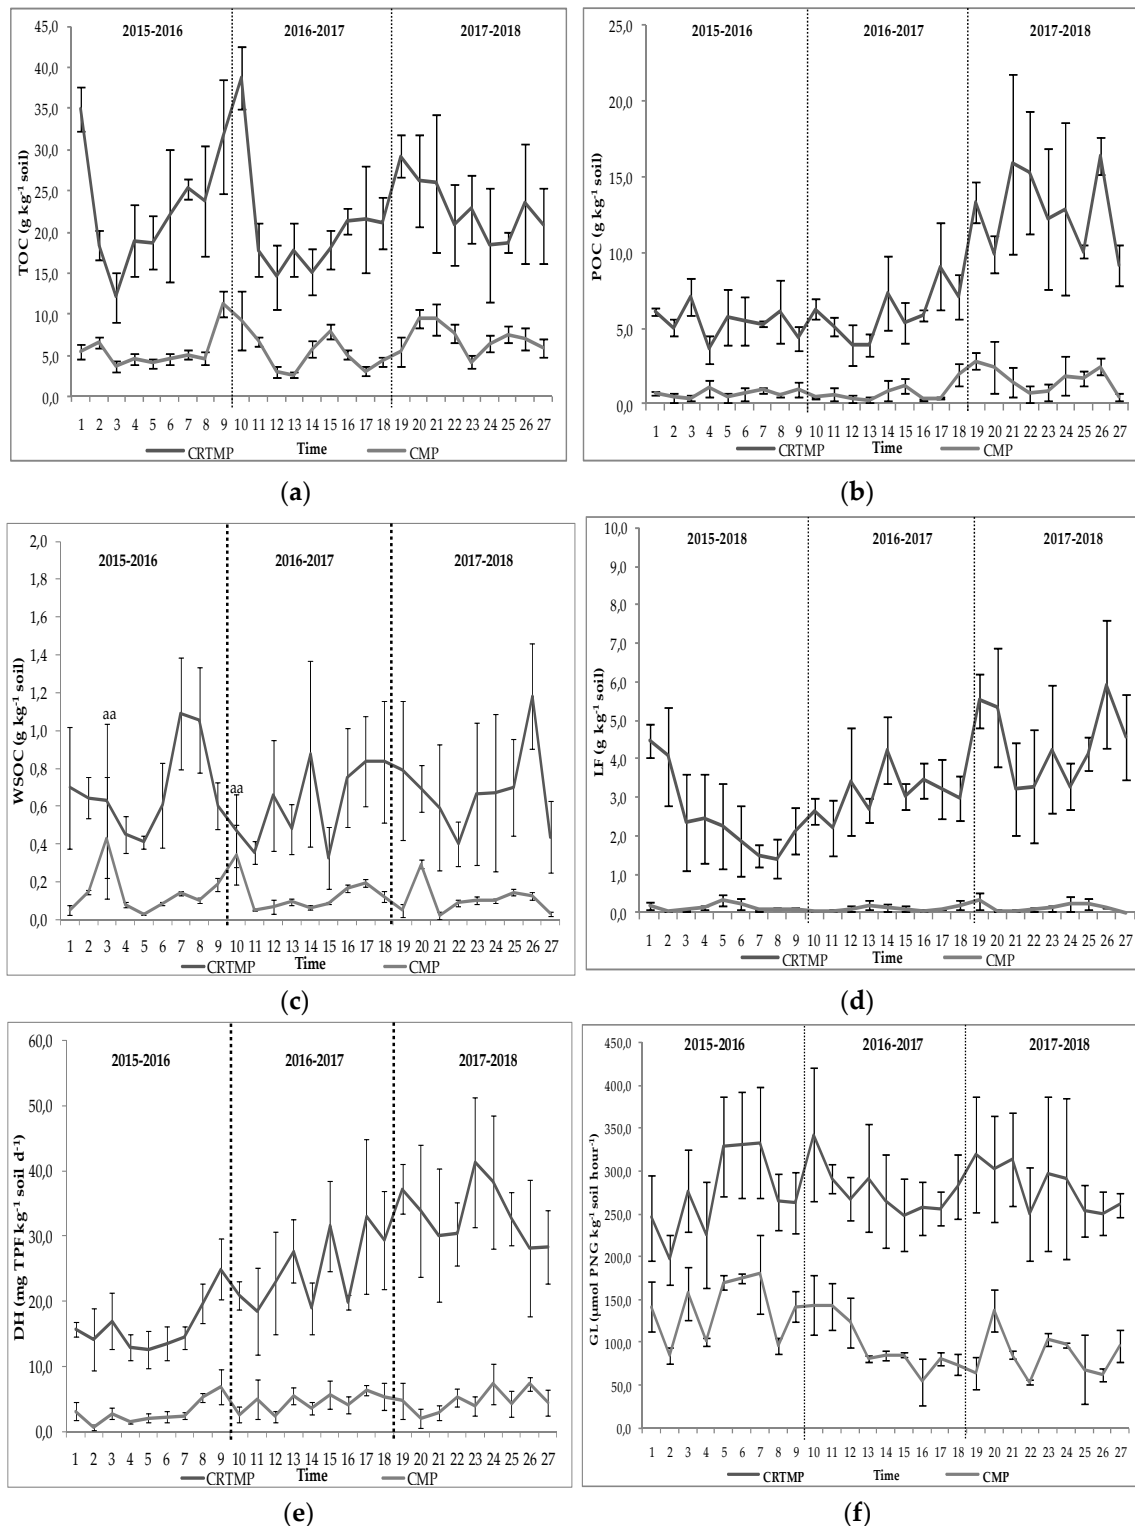 45,0
40,0
35,0
30,0
25,0
20,0
15,0
10,0
5,0
0,0
TOC (g kg⁻¹ soil)
2015-2016 2016-2017 2017-2018
1 2 3 4 5 6 7 8 9 10 11 12 13 14 15 16 17 18 19 20 21 22 23 24 25 26 27
Time
CRTMP CMP
(a)
25,0
20,0
15,0
10,0
5,0
0,0
POC (g kg⁻¹ soil)
2015-2016 2016-2017 2017-2018
1 2 3 4 5 6 7 8 9 10 11 12 13 14 15 16 17 18 19 20 21 22 23 24 25 26 27
Time
CRTMP CMP
(b)
2,0
1,8
1,6
1,4
1,2
1,0
0,8
0,6
0,4
0,2
0,0
WSOC (g kg⁻¹ soil)
2015-2016 2016-2017 2017-2018
aa
aa
1 2 3 4 5 6 7 8 9 10 11 12 13 14 15 16 17 18 19 20 21 22 23 24 25 26 27
Time
CRTMP CMP
(c)
10,0
9,0
8,0
7,0
6,0
5,0
4,0
3,0
2,0
1,0
0,0
LF (g kg⁻¹ soil)
2015-2018 2016-2017 2017-2018
1 2 3 4 5 6 7 8 9 10 11 12 13 14 15 16 17 18 19 20 21 22 23 24 25 26 27
Time
CRTMP CMP
(d)
60,0
50,0
40,0
30,0
20,0
10,0
0,0
DH (mg TPF kg⁻¹ soil d⁻¹)
2015-2016 2016-2017 2017-2018
1 2 3 4 5 6 7 8 9 10 11 12 13 14 15 16 17 18 19 20 21 22 23 24 25 26 27
Time
CRTMP CMP
(e)
450,0
400,0
350,0
300,0
250,0
200,0
150,0
100,0
50,0
0,0
GL (µmol PNG kg⁻¹ soil hour⁻¹)
2015-2016 2016-2017 2017-2018
1 2 3 4 5 6 7 8 9 10 11 12 13 14 15 16 17 18 19 20 21 22 23 24 25 26 27
CRTMP Time CMP
(f)